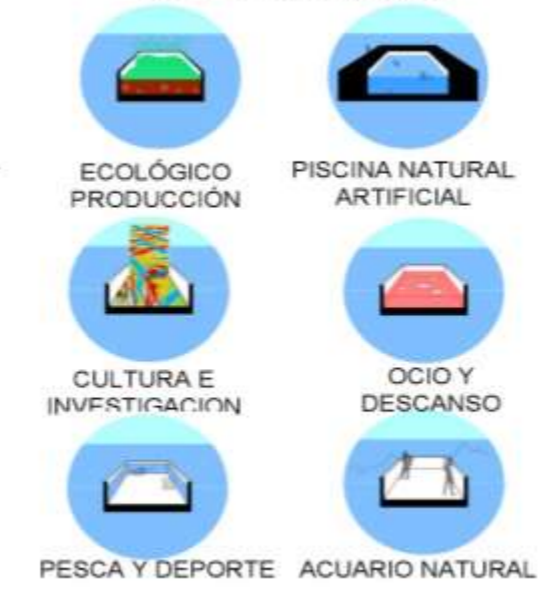 ECOLÓGICO
PRODUCCIÓN
PISCINA NATURAL
ARTIFICIAL
CULTURA E
INVESTIGACION
OCIO Y
DESCANSO
PESCA Y DEPORTE
ACUARIO NATURAL